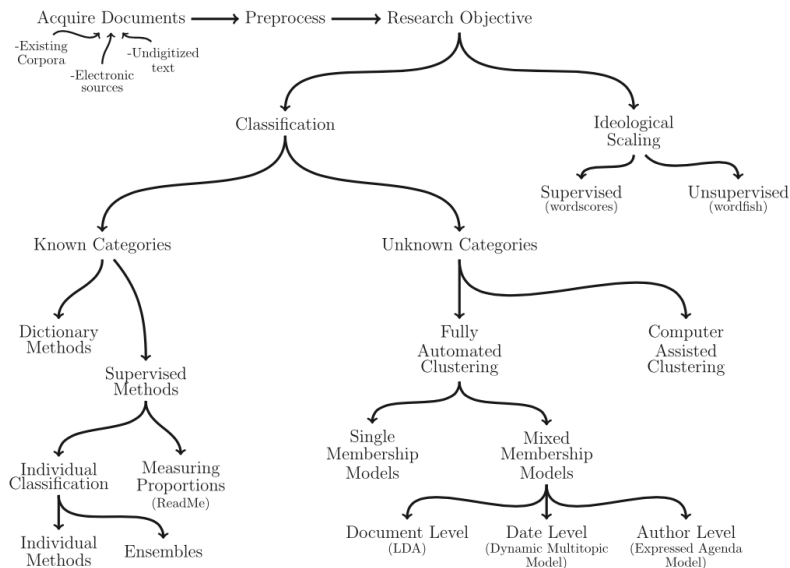 Acquire Documents
Preprocess
Research Objective
-Existing
Corpora
-Electronic
sources
-Undigitized
text
Classification
Ideological
Scaling
Supervised
(wordscores)
Unsupervised
(wordfish)
Known Categories
Unknown Categories
Dictionary
Methods
Supervised
Methods
Fully
Automated
Clustering
Computer
Assisted
Clustering
Individual
Classification
Measuring
Proportions
(ReadMe)
Single
Membership
Models
Mixed
Membership
Models
Individual
Methods
Ensembles
Document Level
(LDA)
Date Level
(Dynamic Multitopic
Model)
Author Level
(Expressed Agenda
Model)